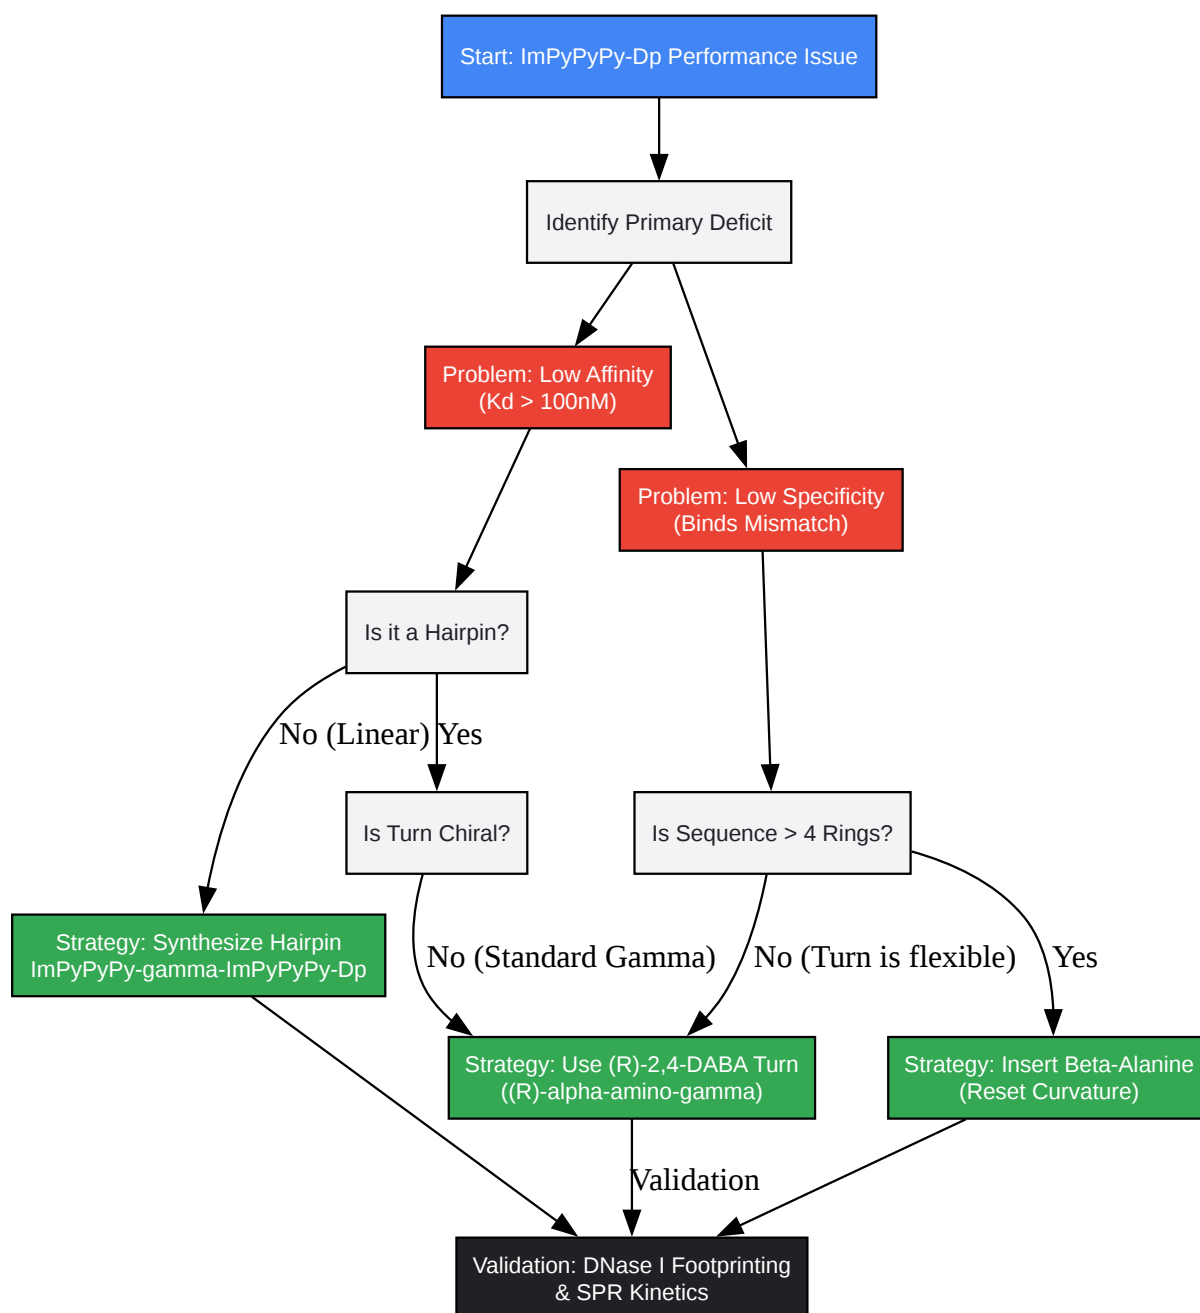 Start: ImPyPyPy-Dp Performance Issue
Identify Primary Deficit
Problem: Low Affinity
(Kd > 100nM)
Problem: Low Specificity
(Binds Mismatch)
Is it a Hairpin?
No (Linear)
Yes
Is Turn Chiral?
Is Sequence > 4 Rings?
Strategy: Synthesize Hairpin
ImPyPyPy-gamma-ImPyPyPy-Dp
No (Standard Gamma)
No (Turn is flexible)
Yes
Strategy: Use (R)-2,4-DABA Turn
((R)-alpha-amino-gamma)
Strategy: Insert Beta-Alanine
(Reset Curvature)
Validation
Validation: DNase I Footprinting
& SPR Kinetics